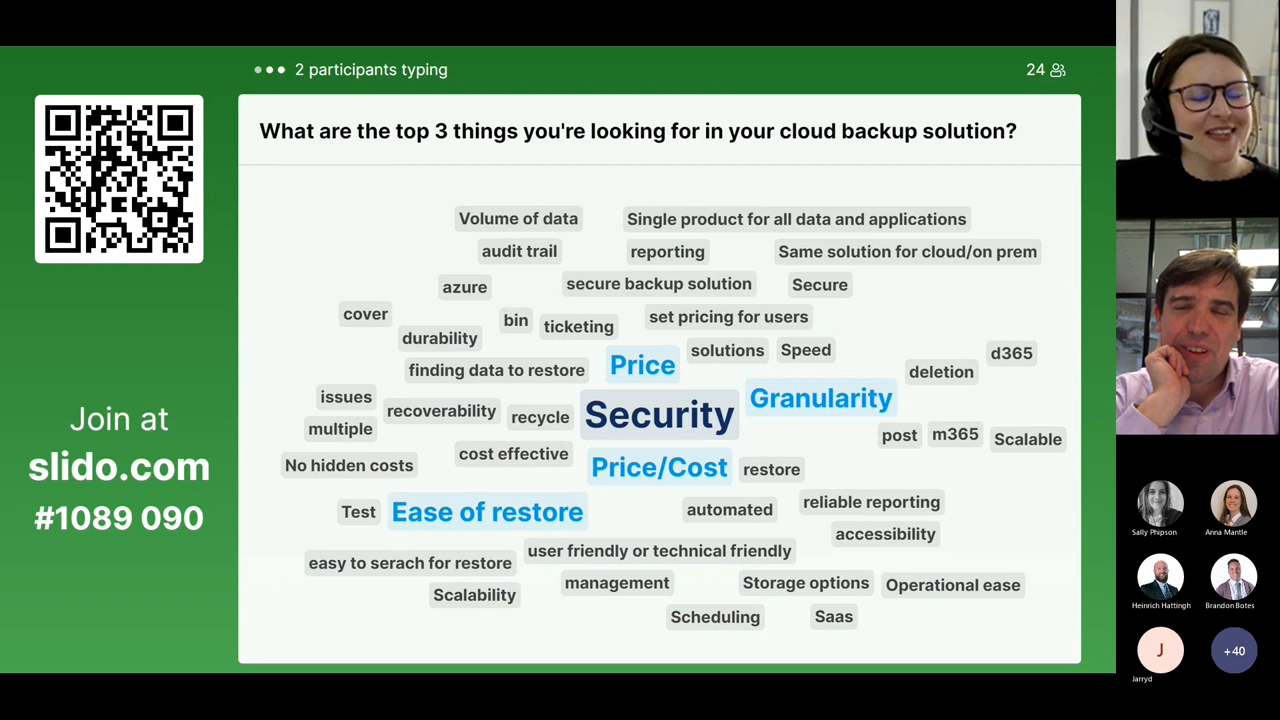 2 participants typing
24
What are the top 3 things you're looking for in your cloud backup solution?
Volume of data
Single product for all data and applications
audit trail
reporting
Same solution for cloud/on prem
azure
secure backup solution
Secure
cover
bin
ticketing
set pricing for users
durability
solutions
Speed
d365
finding data to restore
Price
deletion
issues
recoverability
recycle
Security
Granularity
multiple
post
m365
Scalable
No hidden costs
cost effective
Price/Cost
restore
Test
Ease of restore
automated
reliable reporting
accessibility
easy to serach for restore
user friendly or technical friendly
Scalability
management
Storage options
Operational ease
Scheduling
Saas
Join at
slido.com
#1089 090
Sally Phipson
Anna Mantle
Heinrich Hattingh
Brandon Botes
J
+40
Jarryd